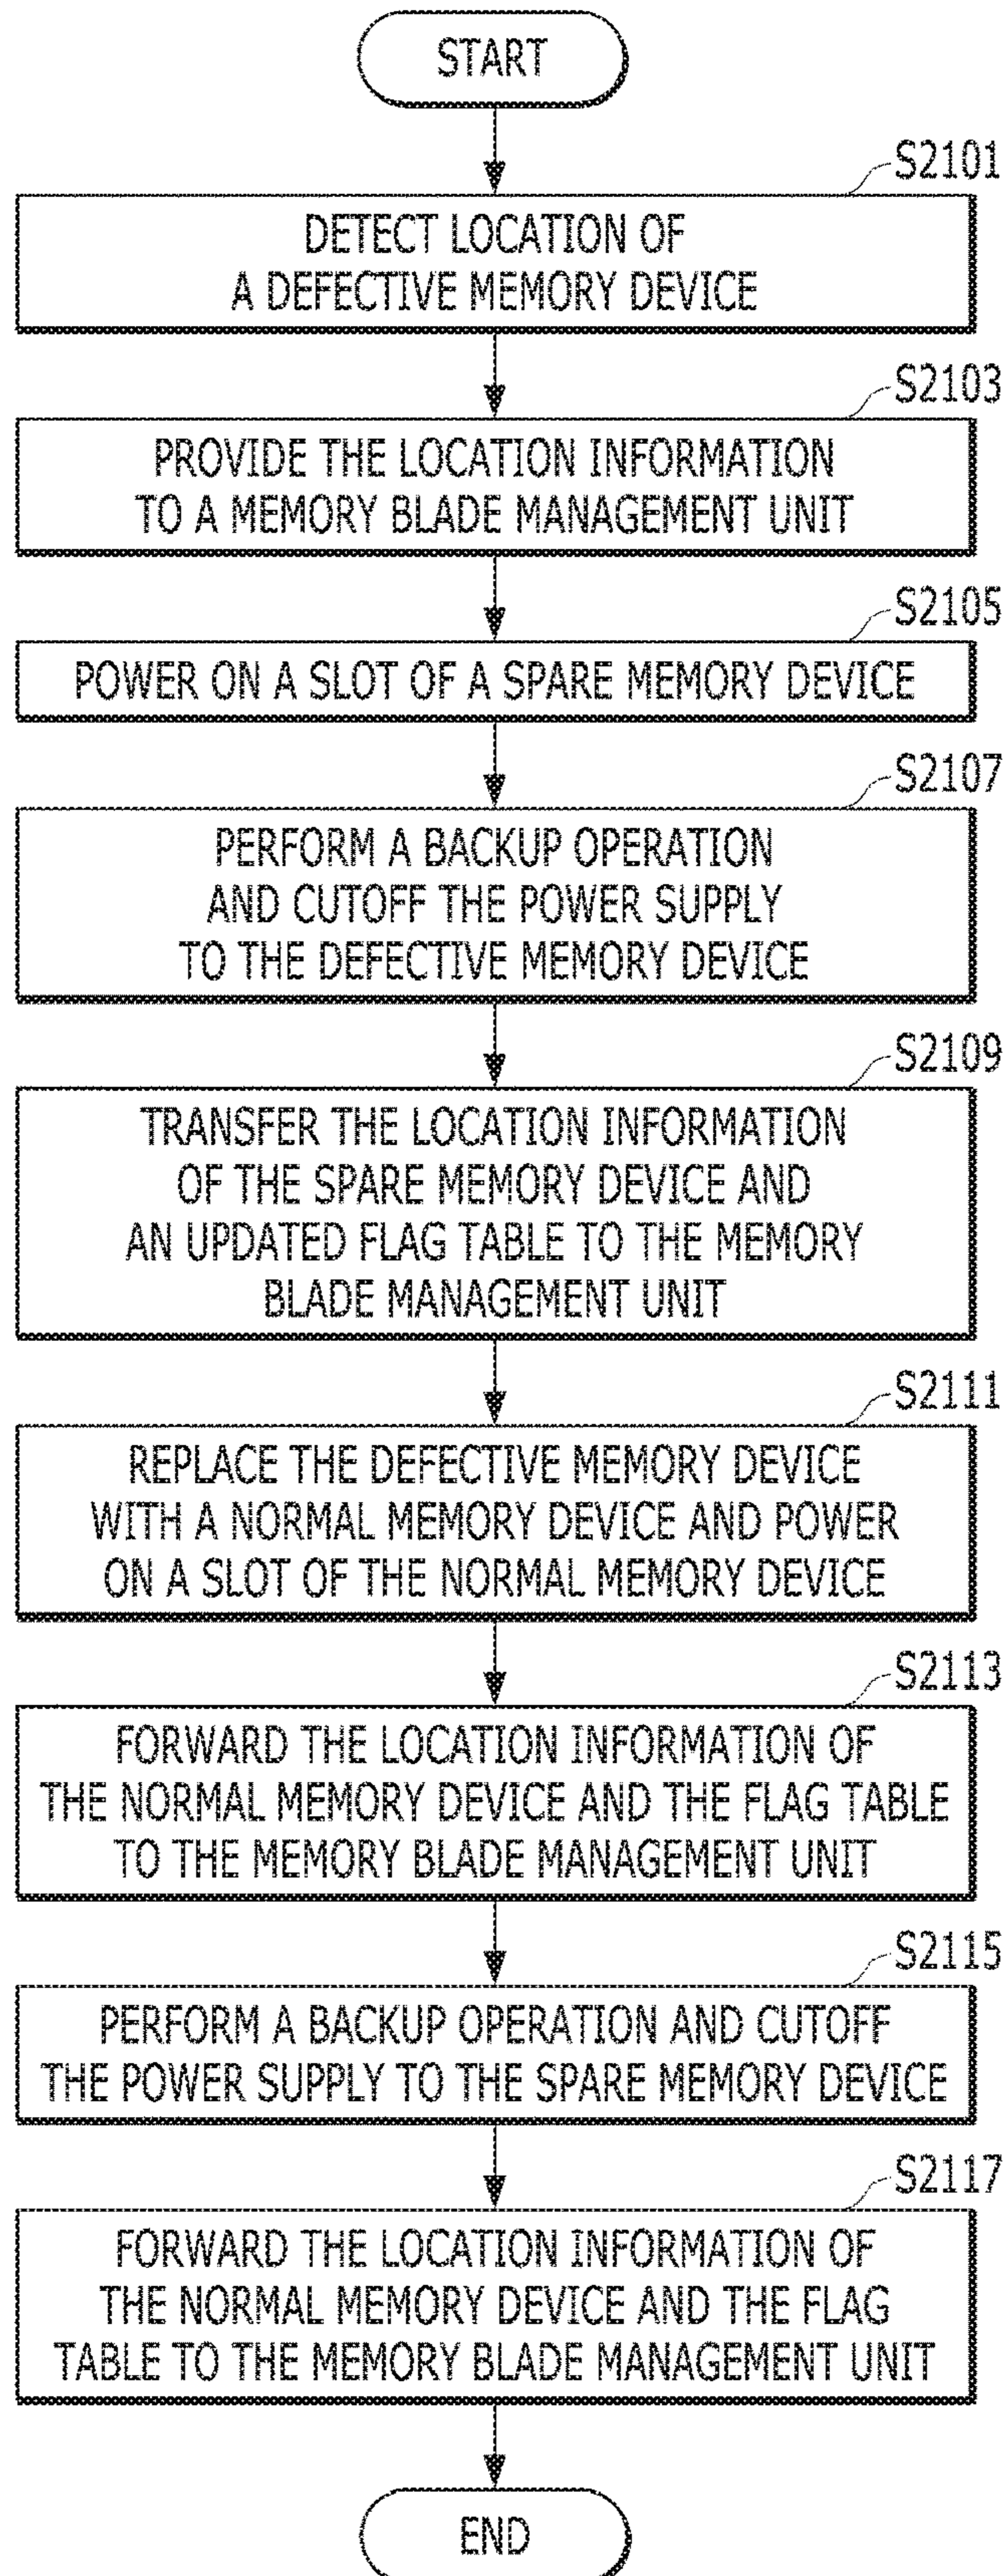 START
S2101
DETECT LOCATION OF
A DEFECTIVE MEMORY DEVICE
S2103
PROVIDE THE LOCATION INFORMATION
TO A MEMORY BLADE MANAGEMENT UNIT
S2105
POWER ON A SLOT OF A SPARE MEMORY DEVICE
S2107
PERFORM A BACKUP OPERATION
AND CUTOFF THE POWER SUPPLY
TO THE DEFECTIVE MEMORY DEVICE
S2109
TRANSFER THE LOCATION INFORMATION
OF THE SPARE MEMORY DEVICE AND
AN UPDATED FLAG TABLE TO THE MEMORY
BLADE MANAGEMENT UNIT
S2111
REPLACE THE DEFECTIVE MEMORY DEVICE
WITH A NORMAL MEMORY DEVICE AND POWER
ON A SLOT OF THE NORMAL MEMORY DEVICE
S2113
FORWARD THE LOCATION INFORMATION OF
THE NORMAL MEMORY DEVICE AND THE FLAG TABLE
TO THE MEMORY BLADE MANAGEMENT UNIT
S2115
PERFORM A BACKUP OPERATION AND CUTOFF
THE POWER SUPPLY TO THE SPARE MEMORY DEVICE
S2117
FORWARD THE LOCATION INFORMATION OF
THE NORMAL MEMORY DEVICE AND THE FLAG
TABLE TO THE MEMORY BLADE MANAGEMENT UNIT
END